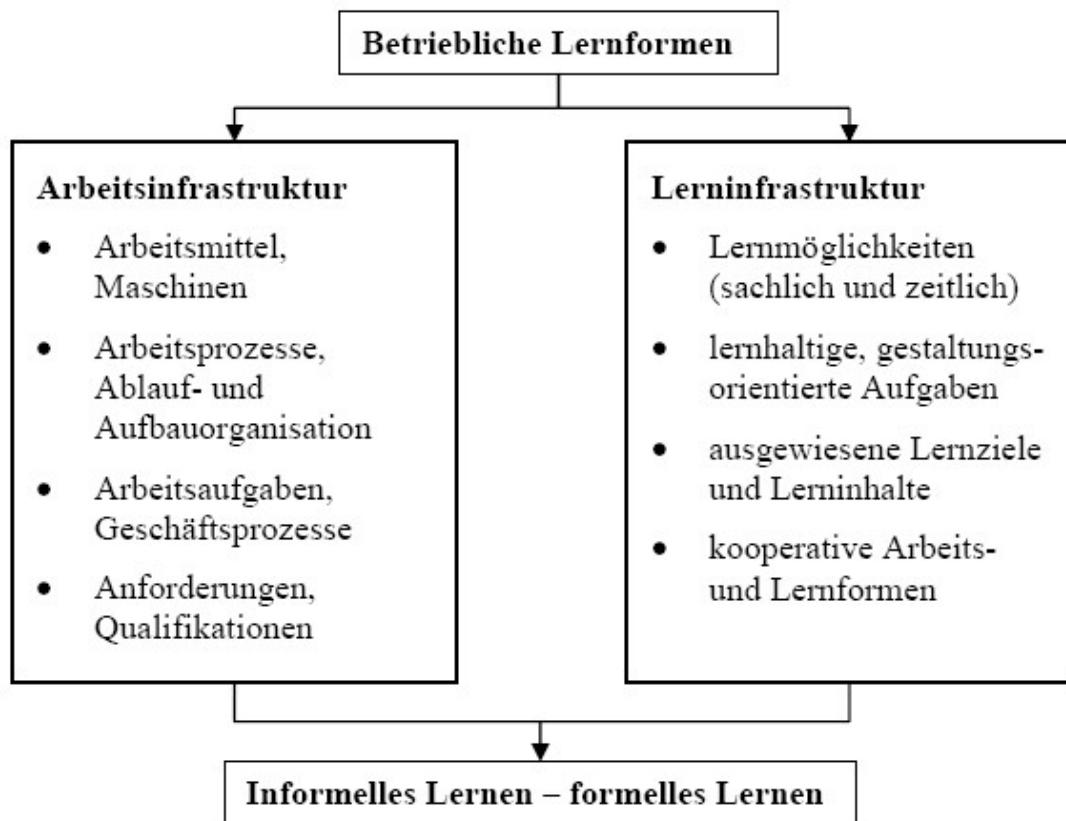 Betriebliche Lernformen
Arbeitsinfrastruktur
• Arbeitsmittel,
Maschinen
• Arbeitsprozesse,
Ablauf- und
Aufbauorganisation
• Arbeitsaufgaben,
Geschäftsprozesse
• Anforderungen,
Qualifikationen
Lerninfrastruktur
• Lernmöglichkeiten
(sachlich und zeitlich)
• lernhaltige, gestaltungs-
orientierte Aufgaben
• ausgewiesene Lernziele
und Lerninhalte
• kooperative Arbeits-
und Lernformen
Informelles Lernen – formelles Lernen